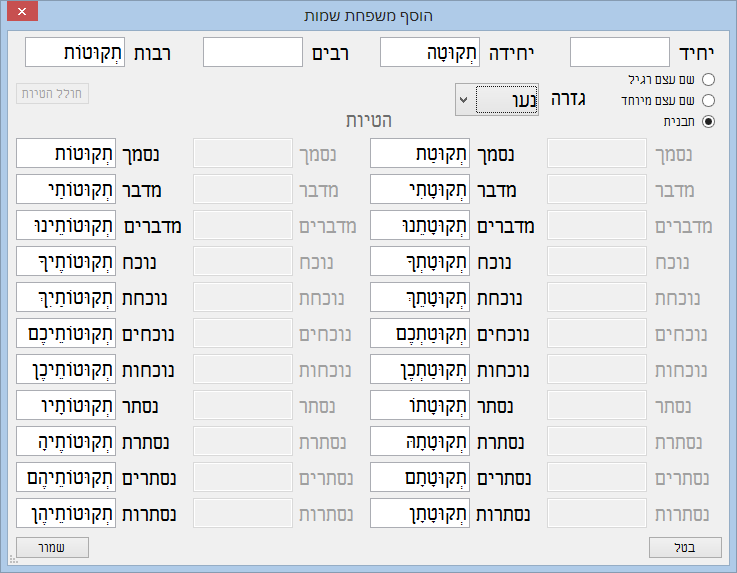 הוסף משפחת שמות
יחיד יחידה תְקוּטָה רבים רבות תְקוּטוֹת
שם עצם רגיל
שם עצם מיוחד
תבנית
גזרה נעו
חולל הטיות
הטיות
נסמך נסמך תְקוּטַת נסמך נסמך תְקוּטוֹת
מדבר מדבר תְקוּטָתִי מדבר מדבר תְקוּטוֹתַי
מדברים מדברים תְקוּטָתֵנוּ מדברים מדברים תְקוּטוֹתֵינוּ
נוכח נוכח תְקוּטָתְךָ נוכח נוכח תְקוּטוֹתֶיךָ
נוכחת נוכחת תְקוּטָתֵךְ נוכחת נוכחת תְקוּטוֹתַיִךְ
נוכחים נוכחים תְקוּטַתְכֶם נוכחים נוכחים תְקוּטוֹתֵיכֶם
נוכחות נוכחות תְקוּטַתְכֶן נוכחות נוכחות תְקוּטוֹתֵיכֶן
נסתר נסתר תְקוּטָתוֹ נסתר נסתר תְקוּטוֹתָיו
נסתרת נסתרת תְקוּטָתָהּ נסתרת נסתרת תְקוּטוֹתֶיהָ
נסתרים נסתרים תְקוּטָתָם נסתרים נסתרים תְקוּטוֹתֵיהֶם
נסתרות נסתרות תְקוּטָתָן נסתרות נסתרות תְקוּטוֹתֵיהֶן
בטל שמור